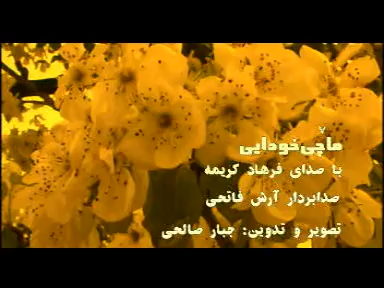 ماچی‌خودایی
با صدای فرهاد کریمه
صدابردار آرش فاتحی
تصویر و تدوین: جبار صالحی